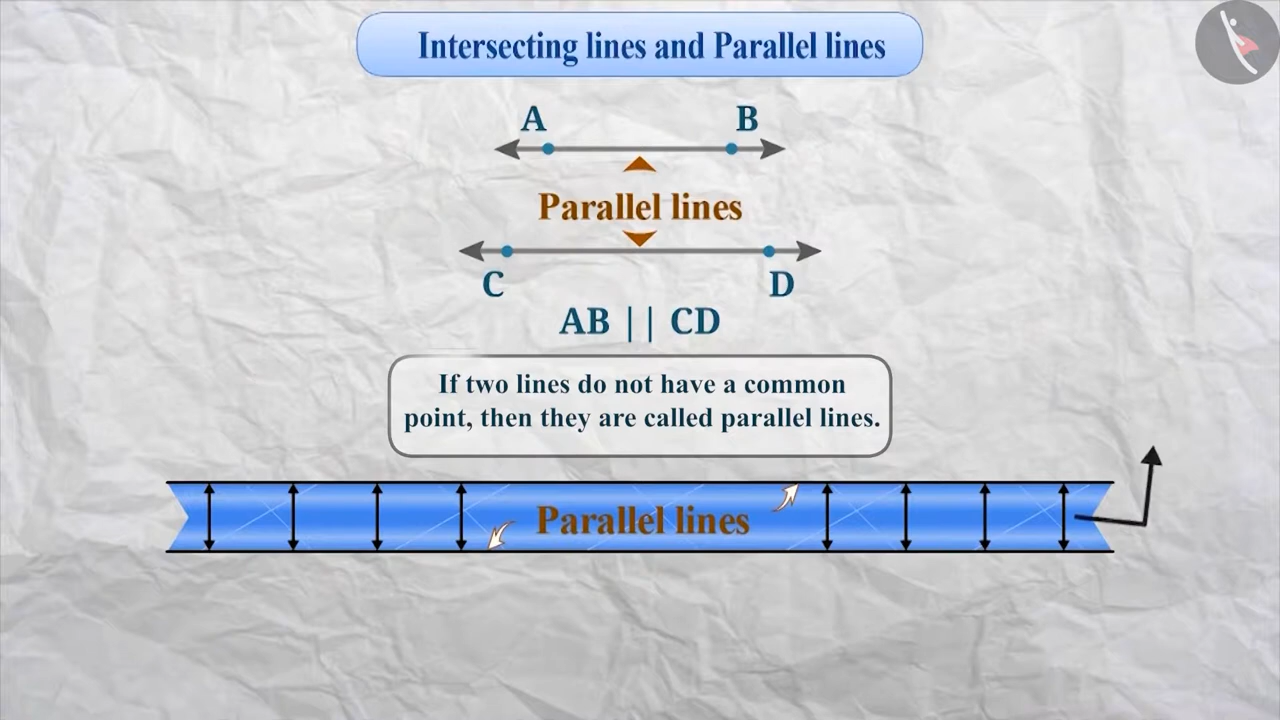 Intersecting lines and Parallel lines
A B
Parallel lines
C D
AB || CD
If two lines do not have a common
point, then they are called parallel lines.
Parallel lines